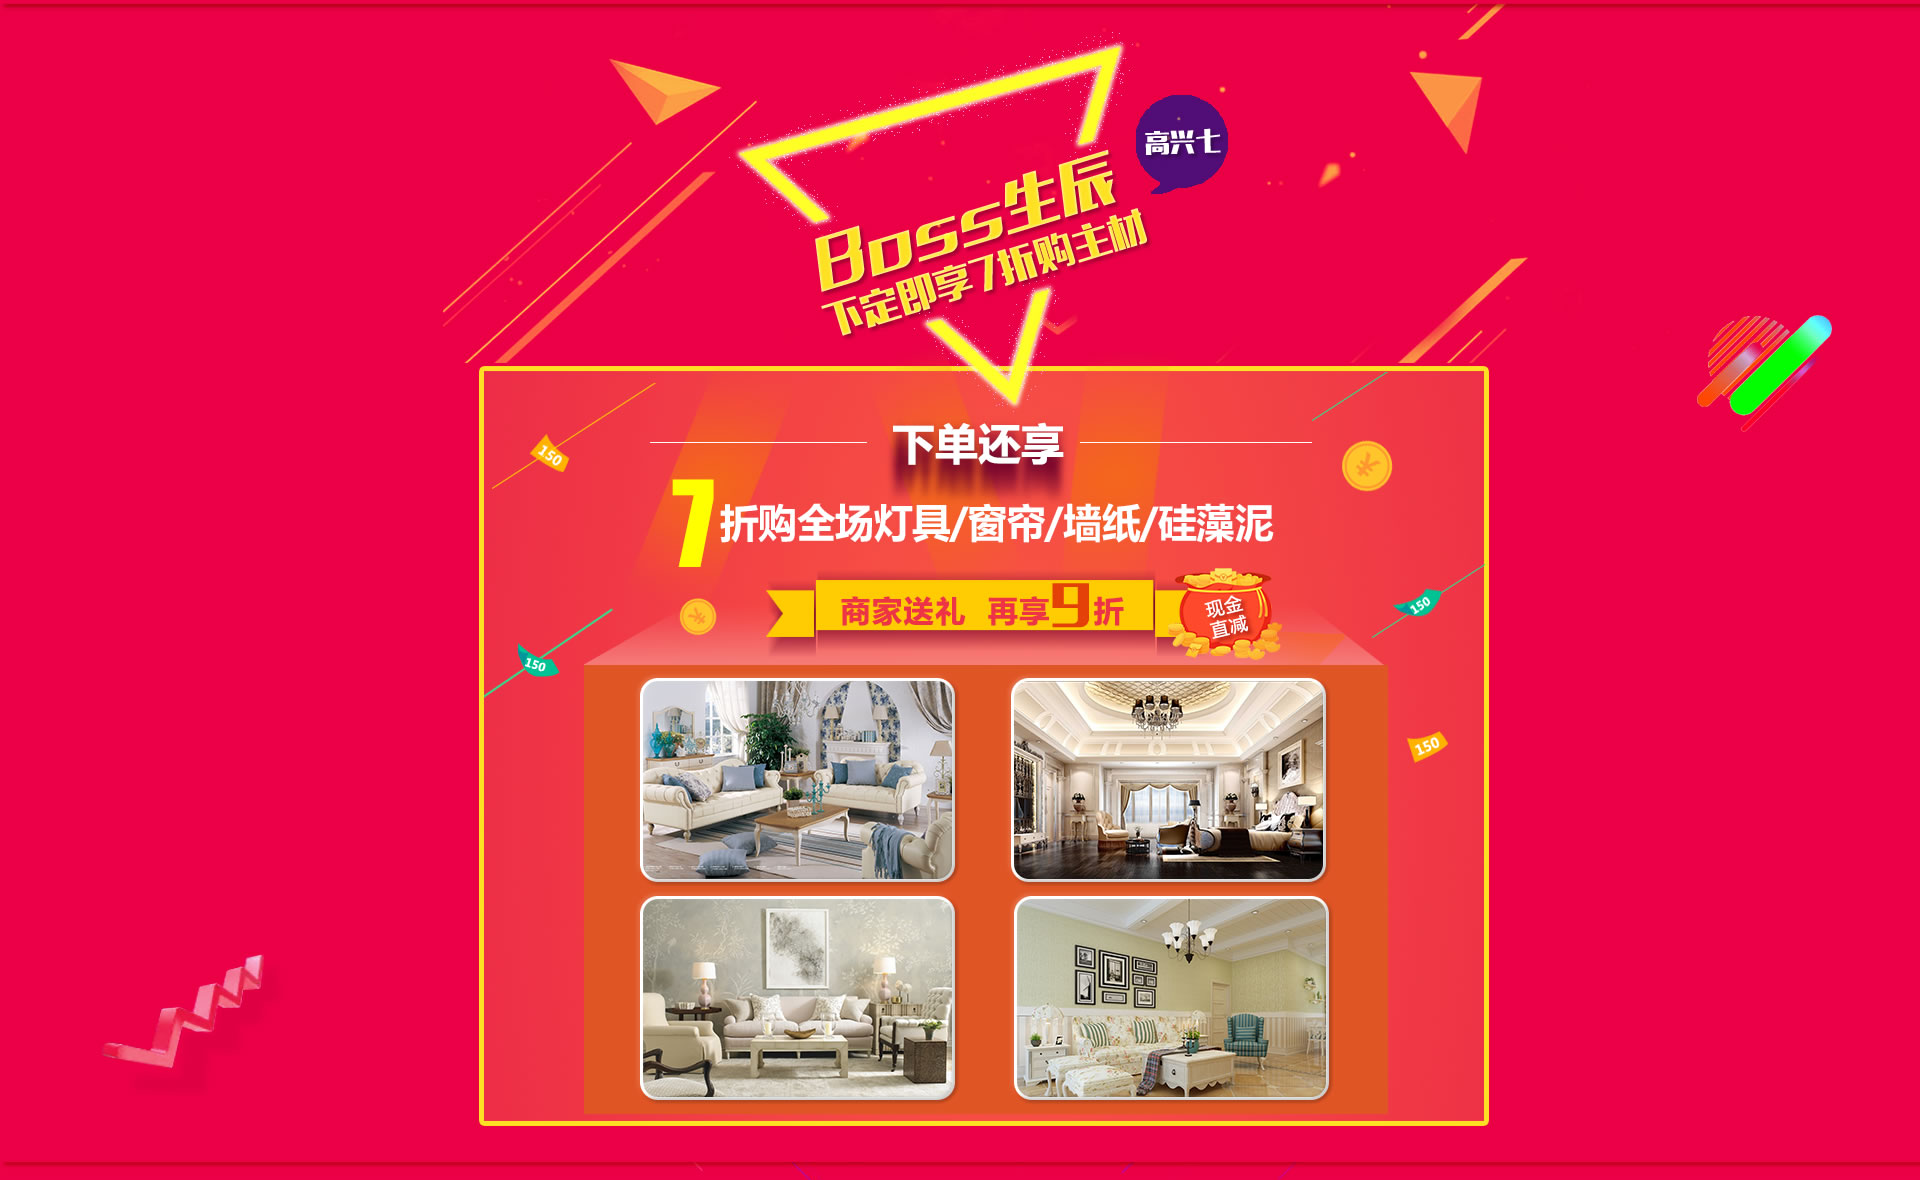 高兴七
Boss生辰
下定即享7折购主材
下单还享
7折购全场灯具/窗帘/墙纸/硅藻泥
商家送礼 再享9折
现金
直减
150
150
150
150